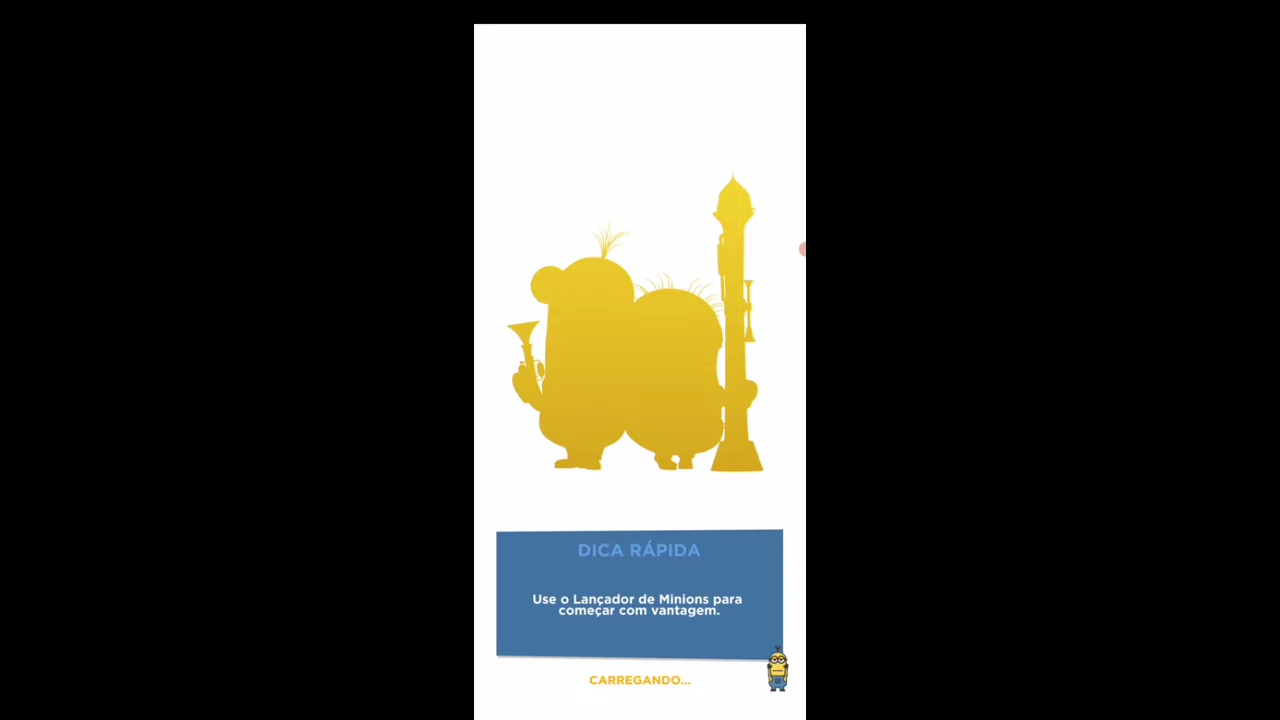 DICA RÁPIDA
Use o Lançador de Minions para
começar com vantagem.
CARREGANDO...